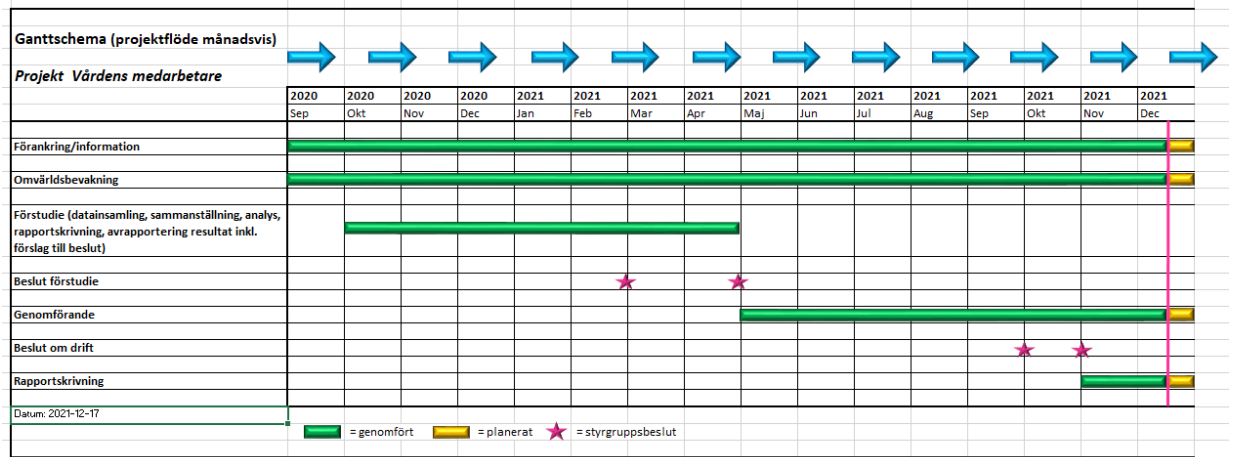 Ganttschema (projektflöde månadsvis)
Projekt Vårdens medarbetare
2020 2020 2020 2020 2021 2021 2021 2021 2021 2021 2021 2021 2021 2021 2021 2021
Sep Okt Nov Dec Jan Feb Mar Apr Maj Jun Jul Aug Sep Okt Nov Dec
Förankring/information
Omvärldsbevakning
Förstudie (datainsamling, sammanställning, analys,
rapportskrivning, avrapportering resultat inkl.
förslag till beslut)
Beslut förstudie
Genomförande
Beslut om drift
Rapportskrivning
Datum: 2021-12-17
= genomfört = planerat = styrgruppsbeslut